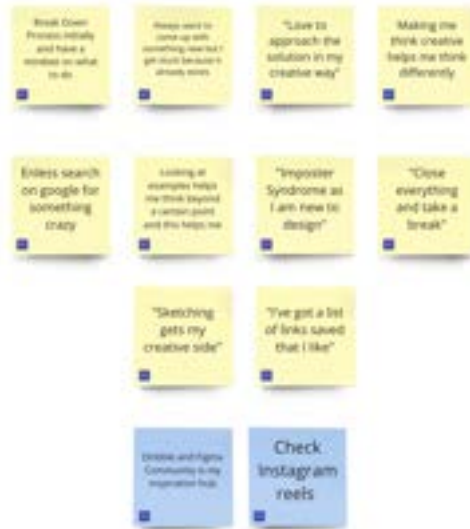 Break Down
Process initially
and have a
mindset on what
to do
Always want to
come up with
something new but I
get stuck because it
already exists
"Love to
approach the
solution in my
creative way"
Making me
think creative
helps me think
differently
Enless search
on google for
something
crazy
Looking at
examples helps
me think beyond
a certain point
and this helps me
"Imposter
Syndrome as
I am new to
design"
"Close
everything
and take a
break"
"Sketching
gets my
creative side"
"I've got a list
of links saved
that I like"
Dribble and Figma
Community is my
inspiration hub
Check
Instagram
reels